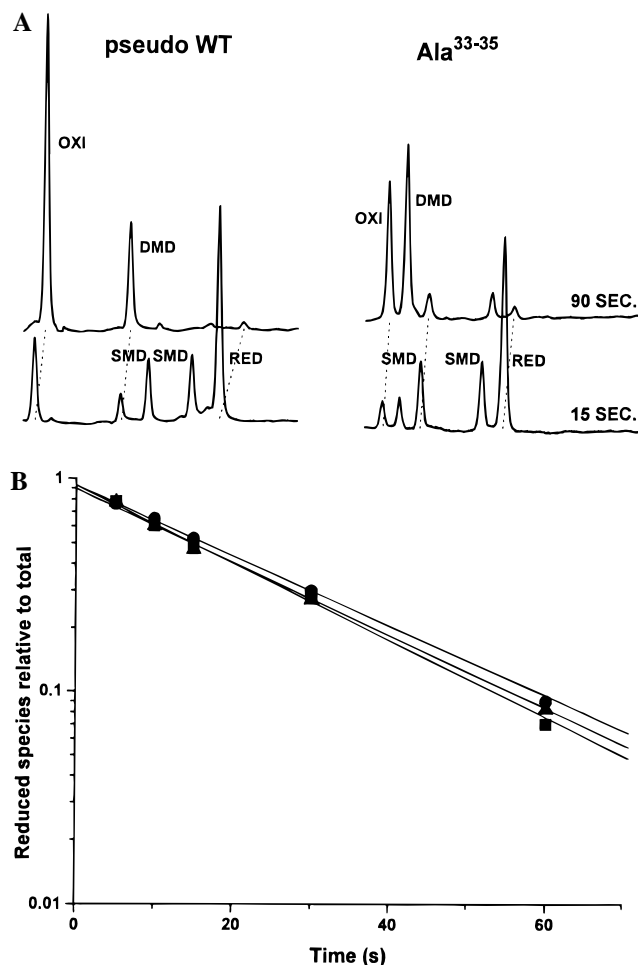 A
pseudo WT
Ala³³⁻³⁵
OXI
DMD
OXI
DMD
90 SEC.
SMD
SMD
RED
SMD
SMD
RED
15 SEC.
B
Reduced species relative to total
1
0.1
0.01
0
20
40
60
Time (s)